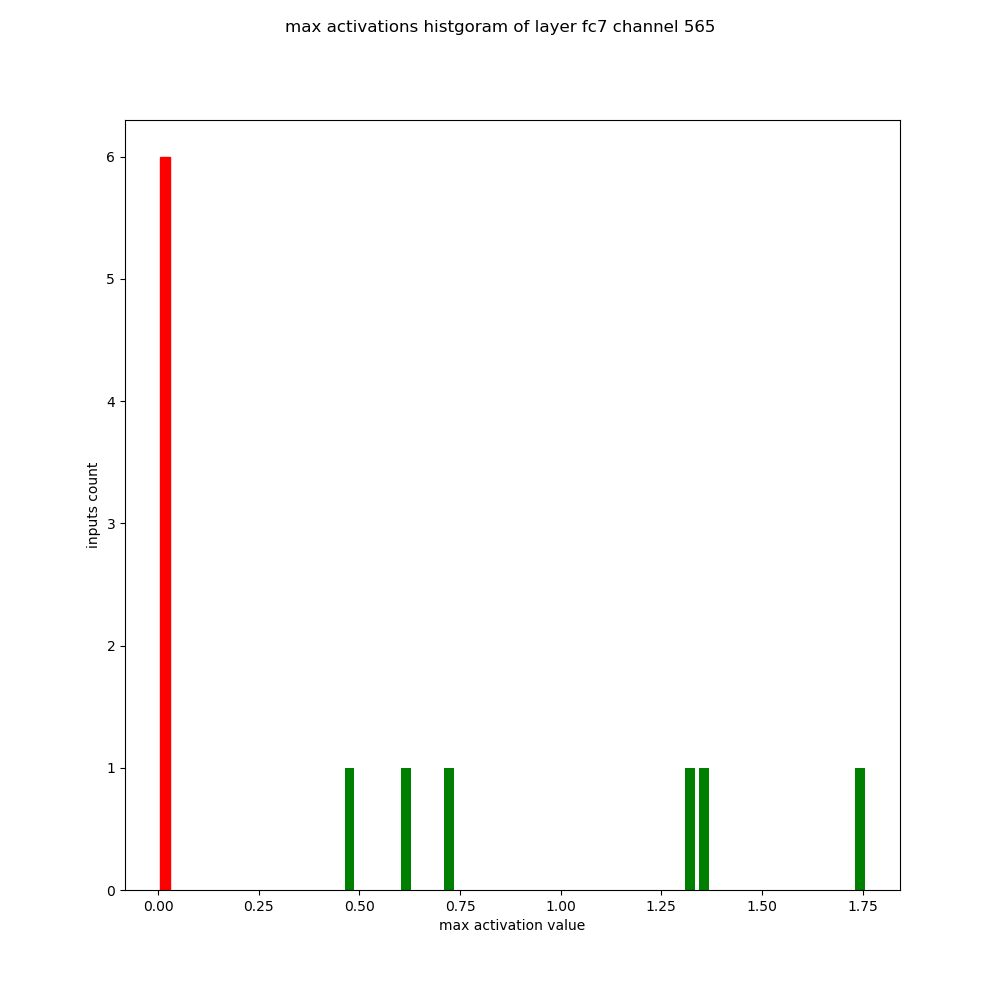 max activations histgoram of layer fc7 channel 565
6
5
4
3
2
1
0
inputs count
0.00 0.25 0.50 0.75 1.00 1.25 1.50 1.75
max activation value